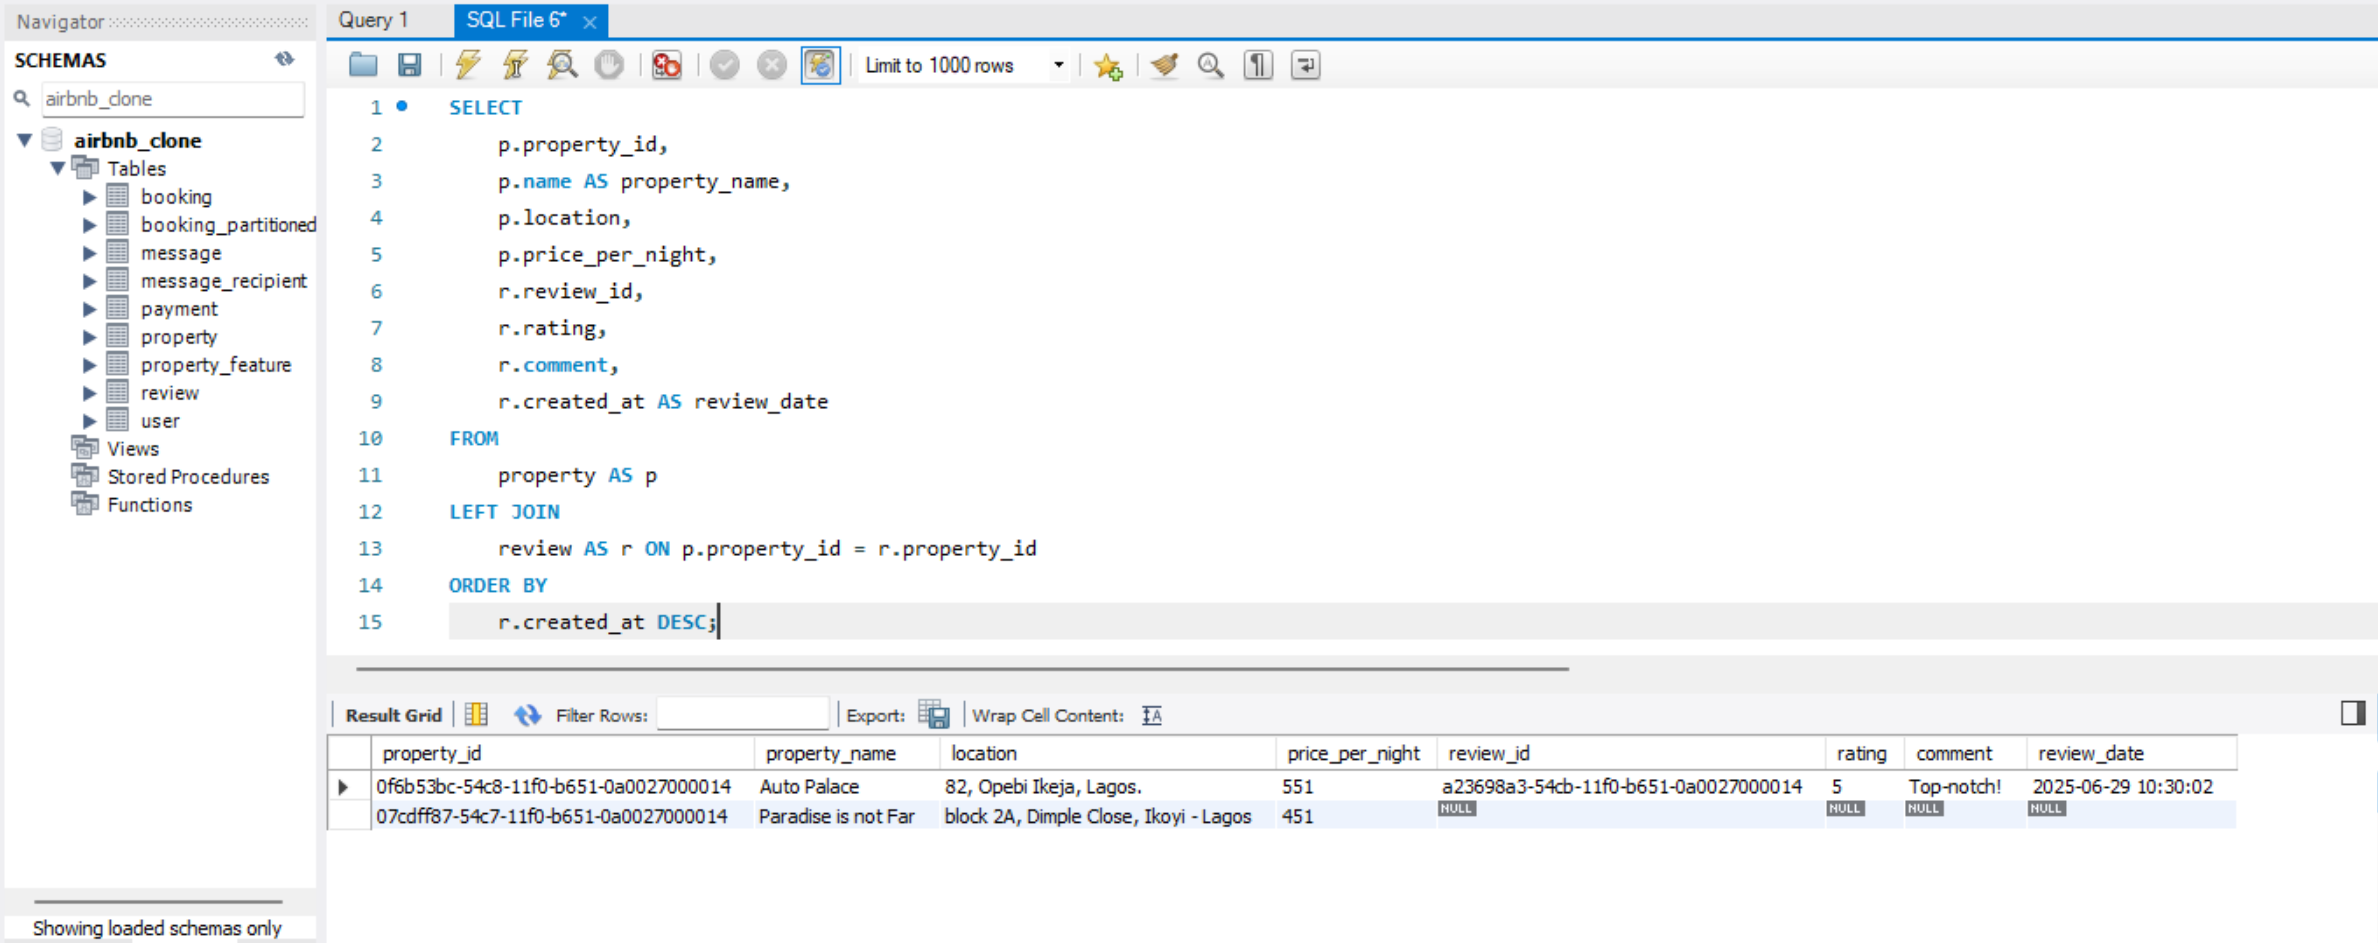 Navigator
SCHEMAS
airbnb_clone
airbnb_clone
Tables
booking
booking_partitioned
message
message_recipient
payment
property
property_feature
review
user
Views
Stored Procedures
Functions
Showing loaded schemas only
Query 1 SQL File 6* ×
Limit to 1000 rows
1 SELECT
2 p.property_id,
3 p.name AS property_name,
4 p.location,
5 p.price_per_night,
6 r.review_id,
7 r.rating,
8 r.comment,
9 r.created_at AS review_date
10 FROM
11 property AS p
12 LEFT JOIN
13 review AS r ON p.property_id = r.property_id
14 ORDER BY
15 r.created_at DESC;
Result Grid Filter Rows: Export: Wrap Cell Content: IA
property_id property_name location price_per_night review_id rating comment review_date
0f6b53bc-54c8-11f0-b651-0a0027000014 Auto Palace 82, Opebi Ikeja, Lagos. 551 a23698a3-54cb-11f0-b651-0a0027000014 5 Top-notch! 2025-06-29 10:30:02
07cdff87-54c7-11f0-b651-0a0027000014 Paradise is not Far block 2A, Dimple Close, Ikoyi - Lagos 451 NULL NULL NULL NULL